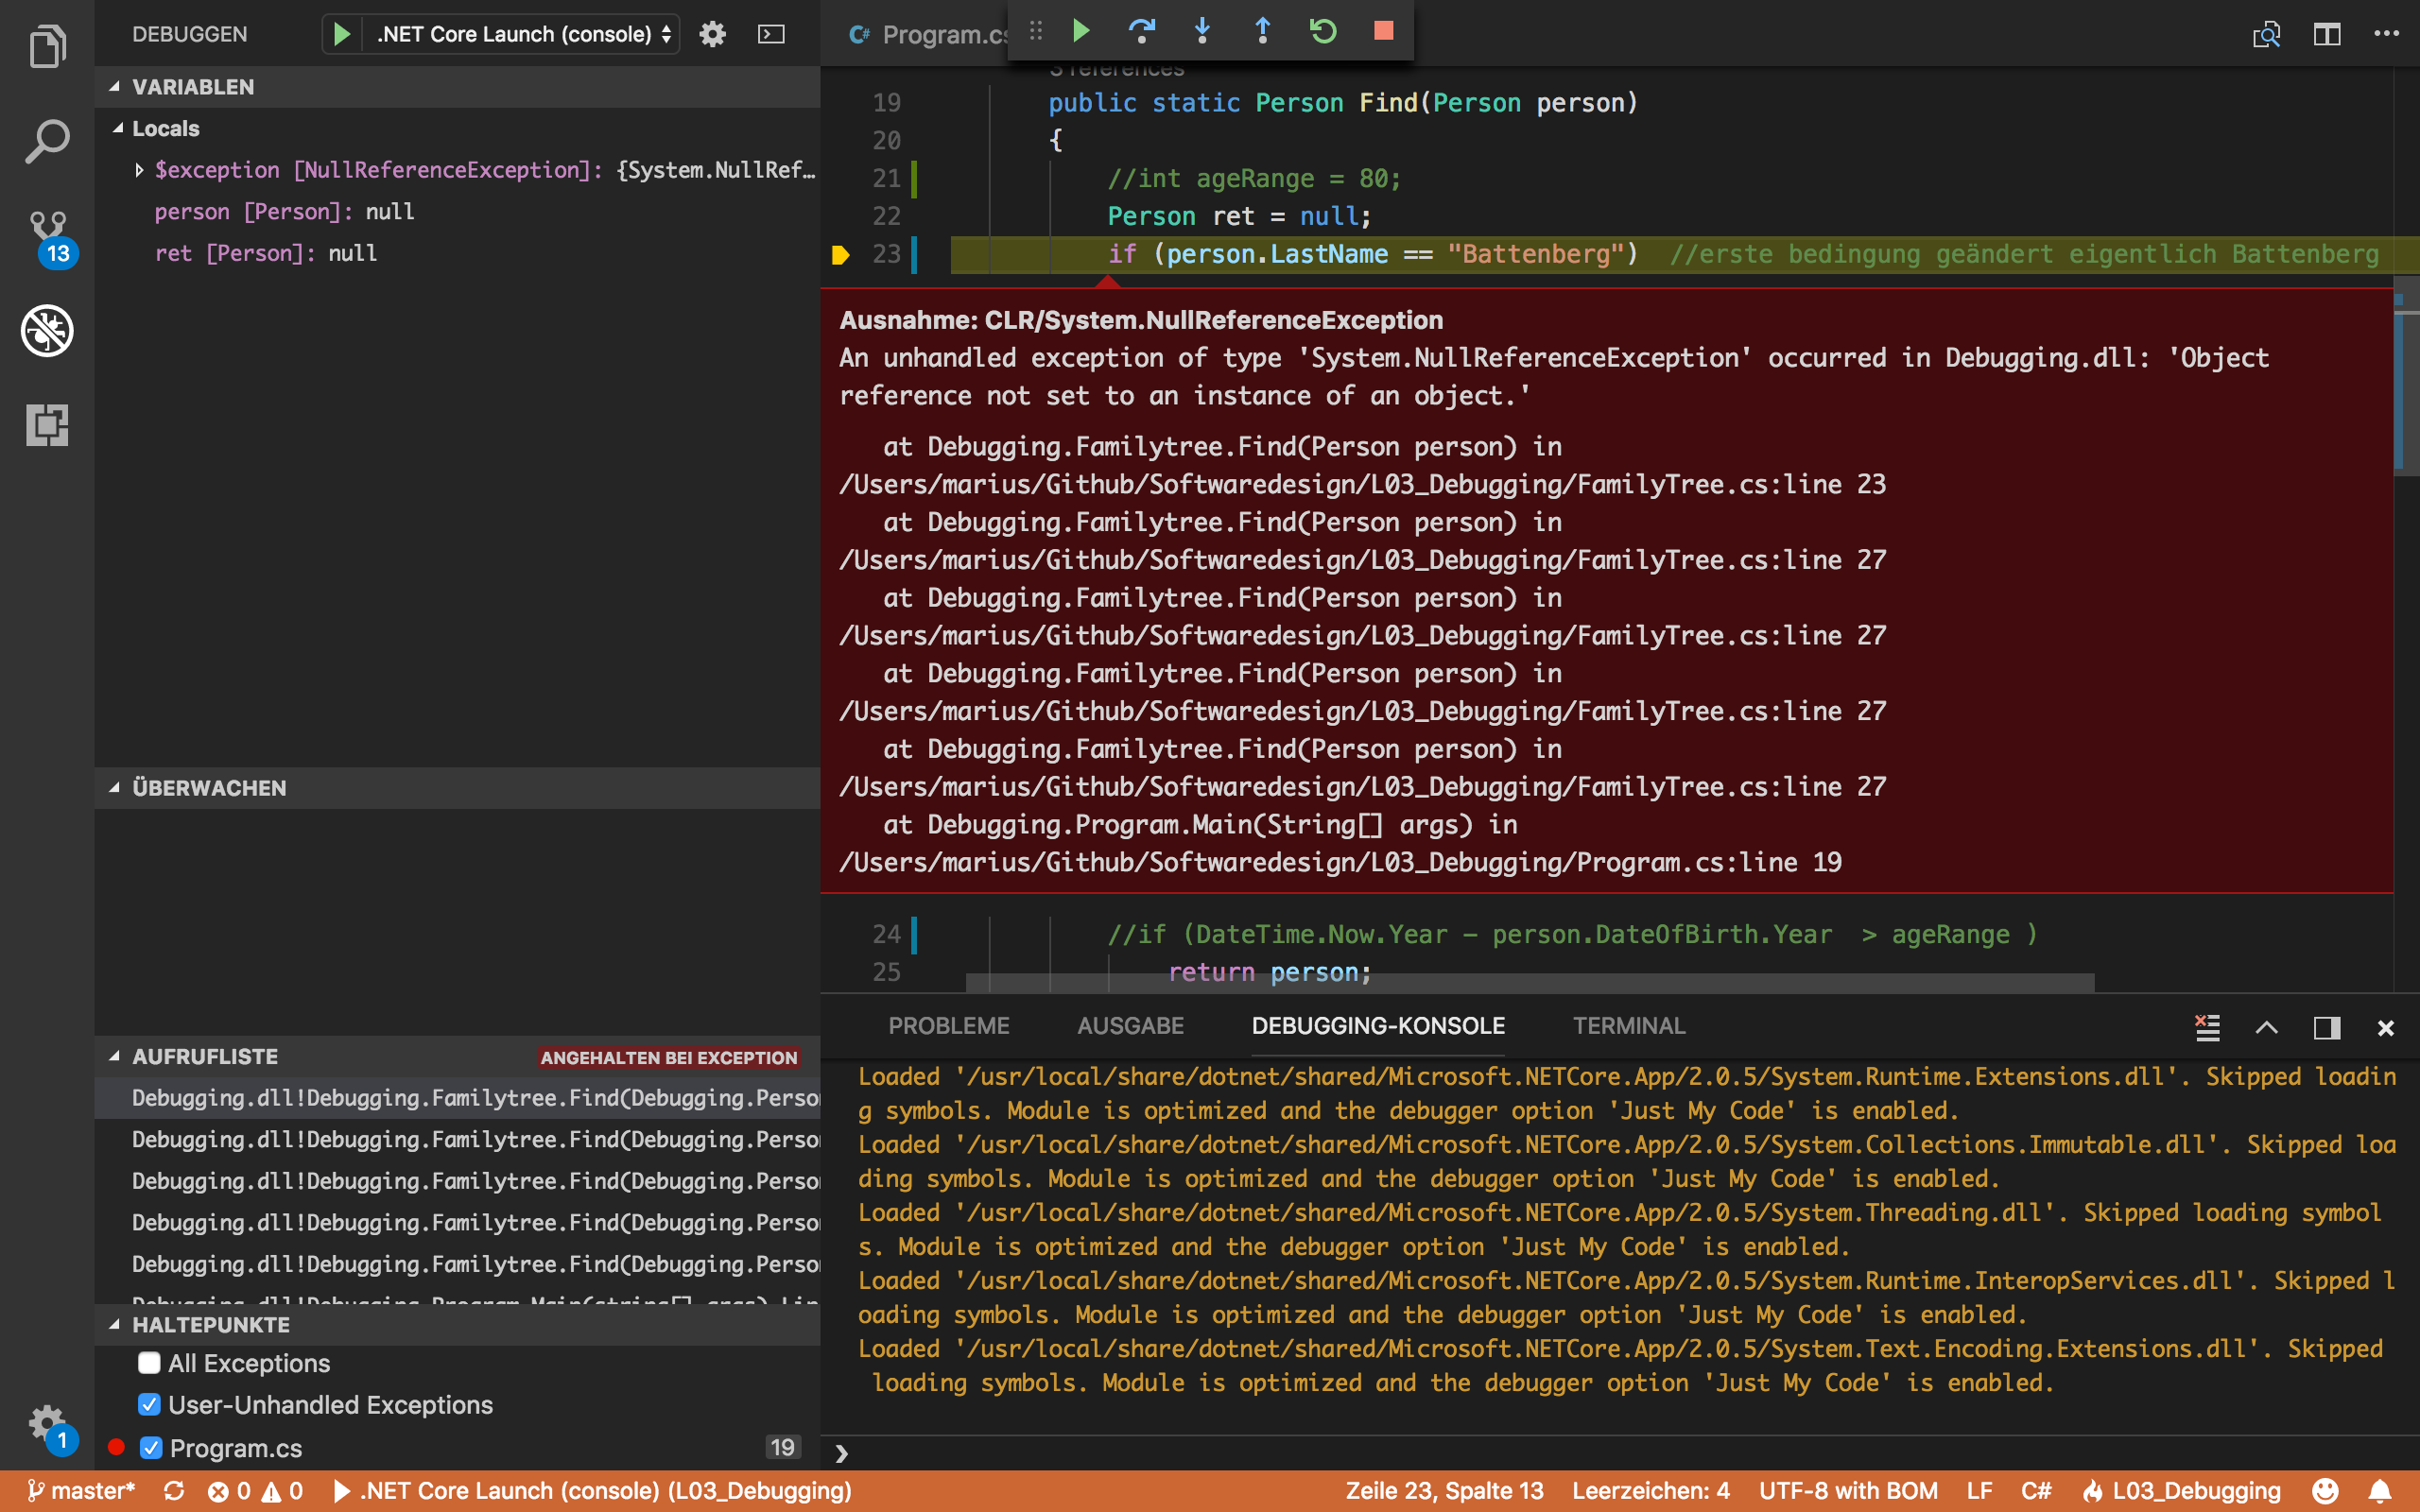 DEBUGGEN
.NET Core Launch (console)
VARIABLEN
Locals
$exception [NullReferenceException]: {System.NullRef…
person [Person]: null
ret [Person]: null
13
ÜBERWACHEN
AUFRUFLISTE
ANGEHALTEN BEI EXCEPTION
Debugging.dll!Debugging.Familytree.Find(Debugging.Perso
Debugging.dll!Debugging.Familytree.Find(Debugging.Perso
Debugging.dll!Debugging.Familytree.Find(Debugging.Perso
Debugging.dll!Debugging.Familytree.Find(Debugging.Perso
Debugging.dll!Debugging.Familytree.Find(Debugging.Perso
Debugging.dll!Debugging.Program.Main(string[] args) Lin
HALTEPUNKTE
All Exceptions
User-Unhandled Exceptions
Program.cs 19
1
C# Program.cs
3 references
19 public static Person Find(Person person)
20 {
21 //int ageRange = 80;
22 Person ret = null;
23 if (person.LastName == "Battenberg") //erste bedingung geändert eigentlich Battenberg
Ausnahme: CLR/System.NullReferenceException
An unhandled exception of type 'System.NullReferenceException' occurred in Debugging.dll: 'Object
reference not set to an instance of an object.'
at Debugging.Familytree.Find(Person person) in
/Users/marius/Github/Softwaredesign/L03_Debugging/FamilyTree.cs:line 23
at Debugging.Familytree.Find(Person person) in
/Users/marius/Github/Softwaredesign/L03_Debugging/FamilyTree.cs:line 27
at Debugging.Familytree.Find(Person person) in
/Users/marius/Github/Softwaredesign/L03_Debugging/FamilyTree.cs:line 27
at Debugging.Familytree.Find(Person person) in
/Users/marius/Github/Softwaredesign/L03_Debugging/FamilyTree.cs:line 27
at Debugging.Familytree.Find(Person person) in
/Users/marius/Github/Softwaredesign/L03_Debugging/FamilyTree.cs:line 27
at Debugging.Program.Main(String[] args) in
/Users/marius/Github/Softwaredesign/L03_Debugging/Program.cs:line 19
24 //if (DateTime.Now.Year - person.DateOfBirth.Year  > ageRange )
25 return person;
PROBLEME AUSGABE DEBUGGING-KONSOLE TERMINAL
Loaded '/usr/local/share/dotnet/shared/Microsoft.NETCore.App/2.0.5/System.Runtime.Extensions.dll'. Skipped loadin
g symbols. Module is optimized and the debugger option 'Just My Code' is enabled.
Loaded '/usr/local/share/dotnet/shared/Microsoft.NETCore.App/2.0.5/System.Collections.Immutable.dll'. Skipped loa
ding symbols. Module is optimized and the debugger option 'Just My Code' is enabled.
Loaded '/usr/local/share/dotnet/shared/Microsoft.NETCore.App/2.0.5/System.Threading.dll'. Skipped loading symbol
s. Module is optimized and the debugger option 'Just My Code' is enabled.
Loaded '/usr/local/share/dotnet/shared/Microsoft.NETCore.App/2.0.5/System.Runtime.InteropServices.dll'. Skipped l
oading symbols. Module is optimized and the debugger option 'Just My Code' is enabled.
Loaded '/usr/local/share/dotnet/shared/Microsoft.NETCore.App/2.0.5/System.Text.Encoding.Extensions.dll'. Skipped
loading symbols. Module is optimized and the debugger option 'Just My Code' is enabled.
master* 0 0 .NET Core Launch (console) (L03_Debugging) Zeile 23, Spalte 13 Leerzeichen: 4 UTF-8 with BOM LF C# L03_Debugging